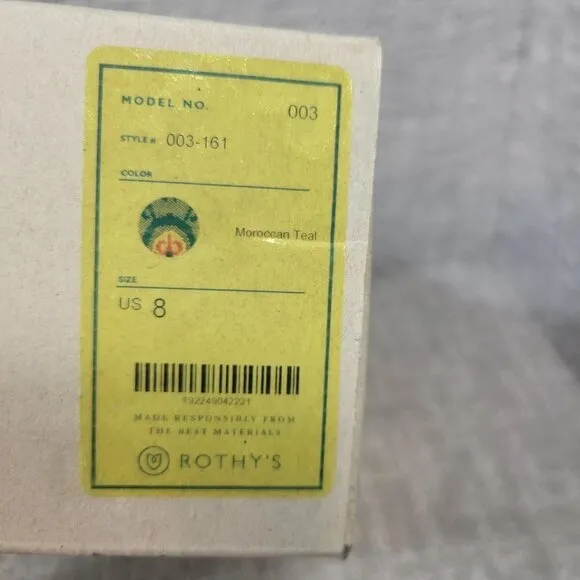 MODEL NO. 003
STYLE# 003-161
COLOR
Moroccan Teal
SIZE
US 8
192249042221
MADE RESPONSIBLY FROM
THE BEST MATERIALS
ROTHY'S